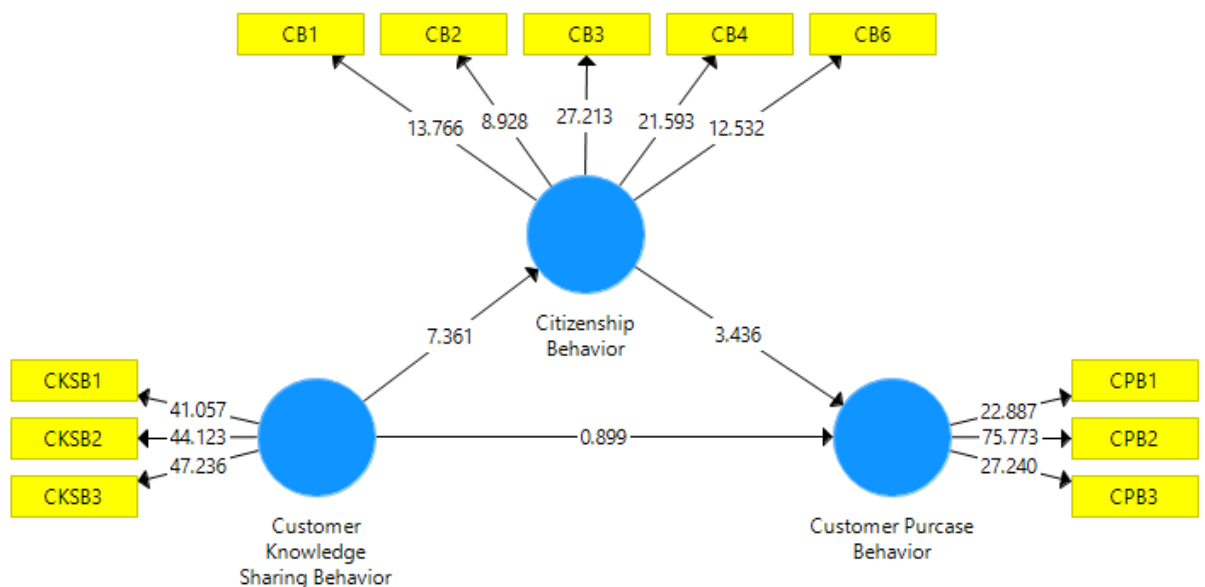 CB1
CB2
CB3
CB4
CB6
13.766
8.928
27.213
21.593
12.532
Citizenship
Behavior
7.361
3.436
CKSB1
CKSB2
CKSB3
41.057
44.123
47.236
0.899
22.887
75.773
27.240
CPB1
CPB2
CPB3
Customer
Knowledge
Sharing Behavior
Customer Purcase
Behavior